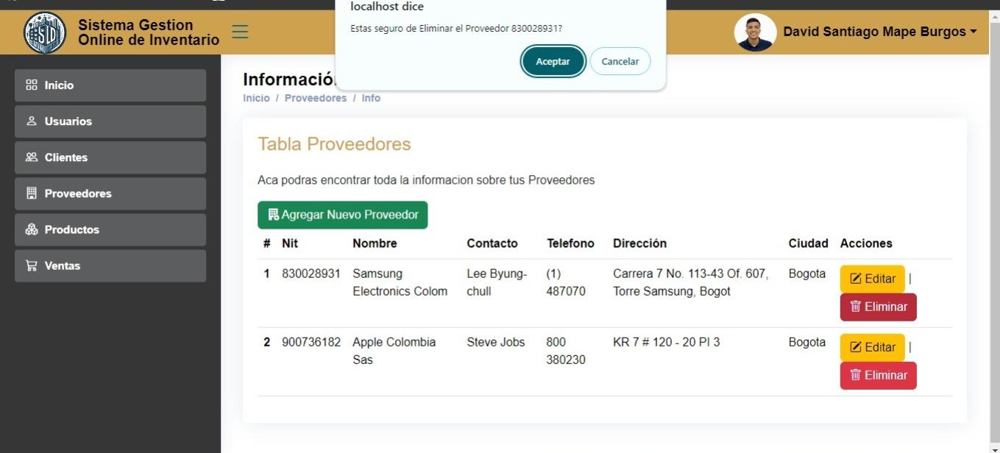 localhost dice
Estas seguro de Eliminar el Proveedor 830028931?
Aceptar
Cancelar
SLD
Sistema Gestion
Online de Inventario
David Santiago Mape Burgos
Inicio
Usuarios
Clientes
Proveedores
Productos
Ventas
Informació
Inicio / Proveedores / Info
Tabla Proveedores
Aca podras encontrar toda la informacion sobre tus Proveedores
Agregar Nuevo Proveedor
# Nit Nombre Contacto Telefono Dirección Ciudad Acciones
1 830028931 Samsung Lee Byung- (1) Carrera 7 No. 113-43 Of. 607, Bogota Editar |
Electronics Colom chull 487070 Torre Samsung, Bogot
Eliminar
2 900736182 Apple Colombia Steve Jobs 800 KR 7 # 120 - 20 PI 3 Bogota Editar |
Sas 380230
Eliminar